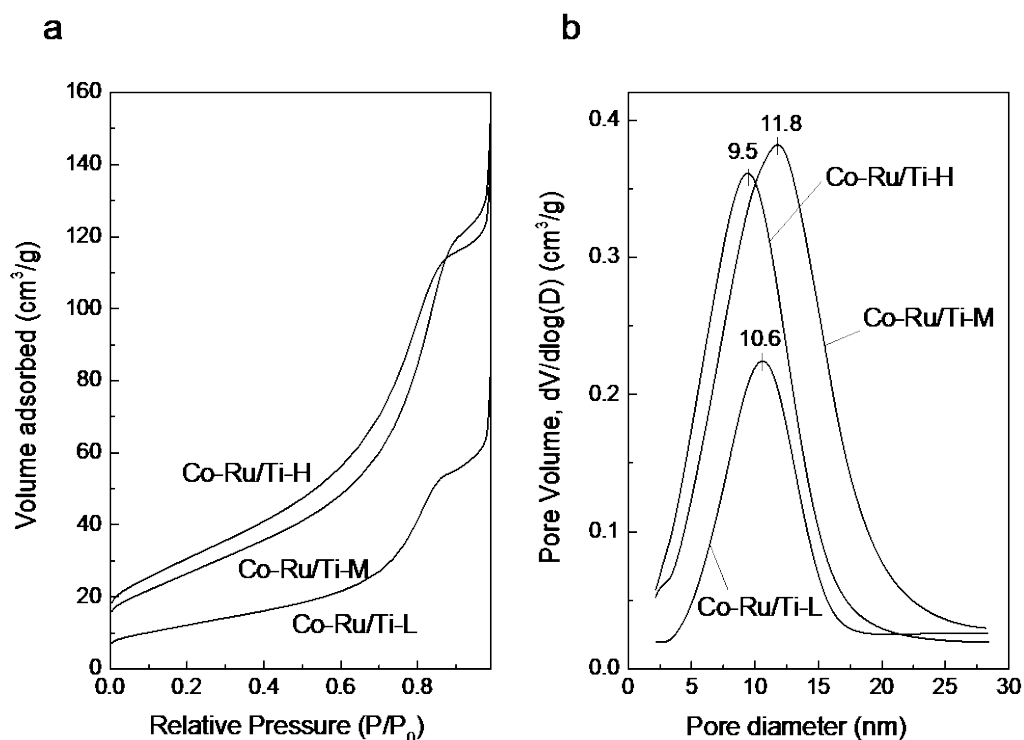 a
b
160
140
120
100
80
60
40
20
0
Volume adsorbed (cm³/g)
Co-Ru/Ti-H
Co-Ru/Ti-M
Co-Ru/Ti-L
0.0
0.2
0.4
0.6
0.8
Relative Pressure (P/P₀)
0.4
0.3
0.2
0.1
0.0
Pore Volume, dV/dlog(D) (cm³/g)
11.8
9.5
Co-Ru/Ti-H
Co-Ru/Ti-M
10.6
Co-Ru/Ti-L
0
5
10
15
20
25
30
Pore diameter (nm)